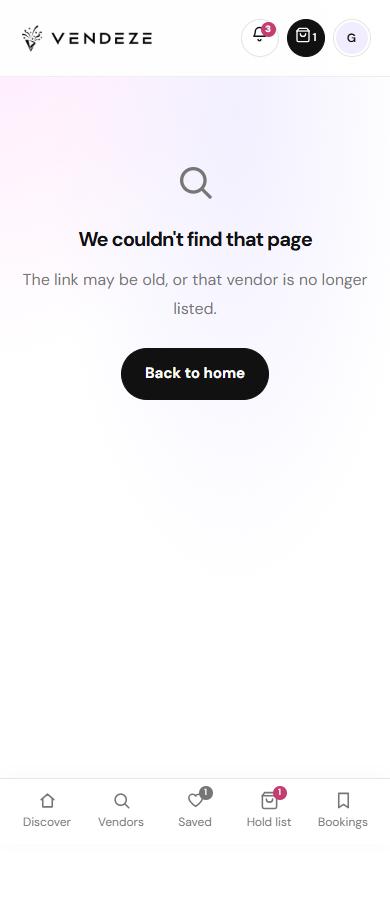 VENDEZE
3
1
G
We couldn't find that page
The link may be old, or that vendor is no longer
listed.
Back to home
1
1
Discover
Vendors
Saved
Hold list
Bookings